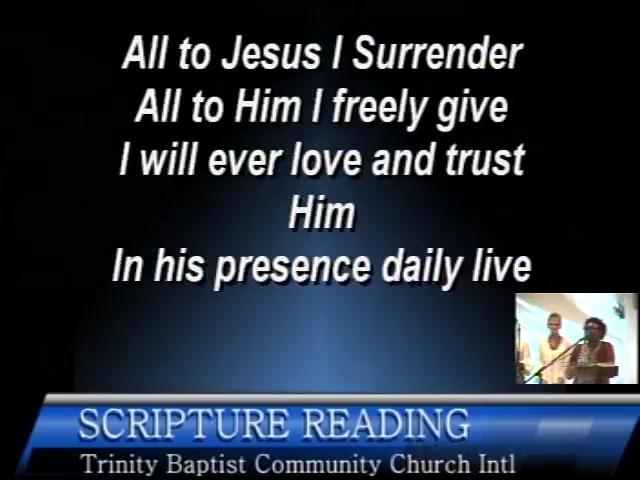 All to Jesus I Surrender
All to Him I freely give
I will ever love and trust
Him
In his presence daily live
SCRIPTURE READING
Trinity Baptist Community Church Intl